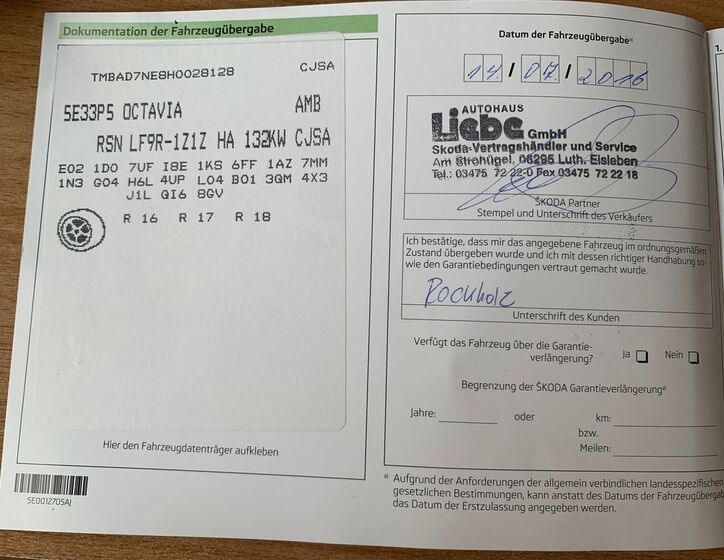 Dokumentation der Fahrzeugübergabe
TMBAD7NE8H0028128 CJSA
5E33P5 OCTAVIA AMB
RSN LF9R-1Z1Z HA 132KW CJSA
E02 1D0 7UF I8E 1KS 6FF 1AZ 7MM
1N3 G04 H6L 4UP L04 B01 3QM 4X3
J1L QI6 8GV
R 16 R 17 R 18
Hier den Fahrzeugdatenträger aufkleben
5E0012705AJ
Datum der Fahrzeugübergabe a)
14/07/2016
AUTOHAUS
Liebe GmbH
Skoda-Vertragshändler und Service
Am Strohügel, 06295 Luth. Eisleben
Tel.: 03475 72 22-0 Fax 03475 72 22 18
ŠKODA Partner
Stempel und Unterschrift des Verkäufers
Ich bestätige, dass mir das angegebene Fahrzeug im ordnungsgemäßen
Zustand übergeben wurde und ich mit dessen richtiger Handhabung so-
wie den Garantiebedingungen vertraut gemacht wurde.
Rockholz
Unterschrift des Kunden
Verfügt das Fahrzeug über die Garantie-
verlängerung? Ja Nein
Begrenzung der ŠKODA Garantieverlängerung a)
Jahre: oder km:
bzw.
Meilen:
a) Aufgrund der Anforderungen der allgemein verbindlichen landesspezifischen
gesetzlichen Bestimmungen, kann anstatt des Datums der Fahrzeugübergab
das Datum der Erstzulassung angegeben werden.
1.